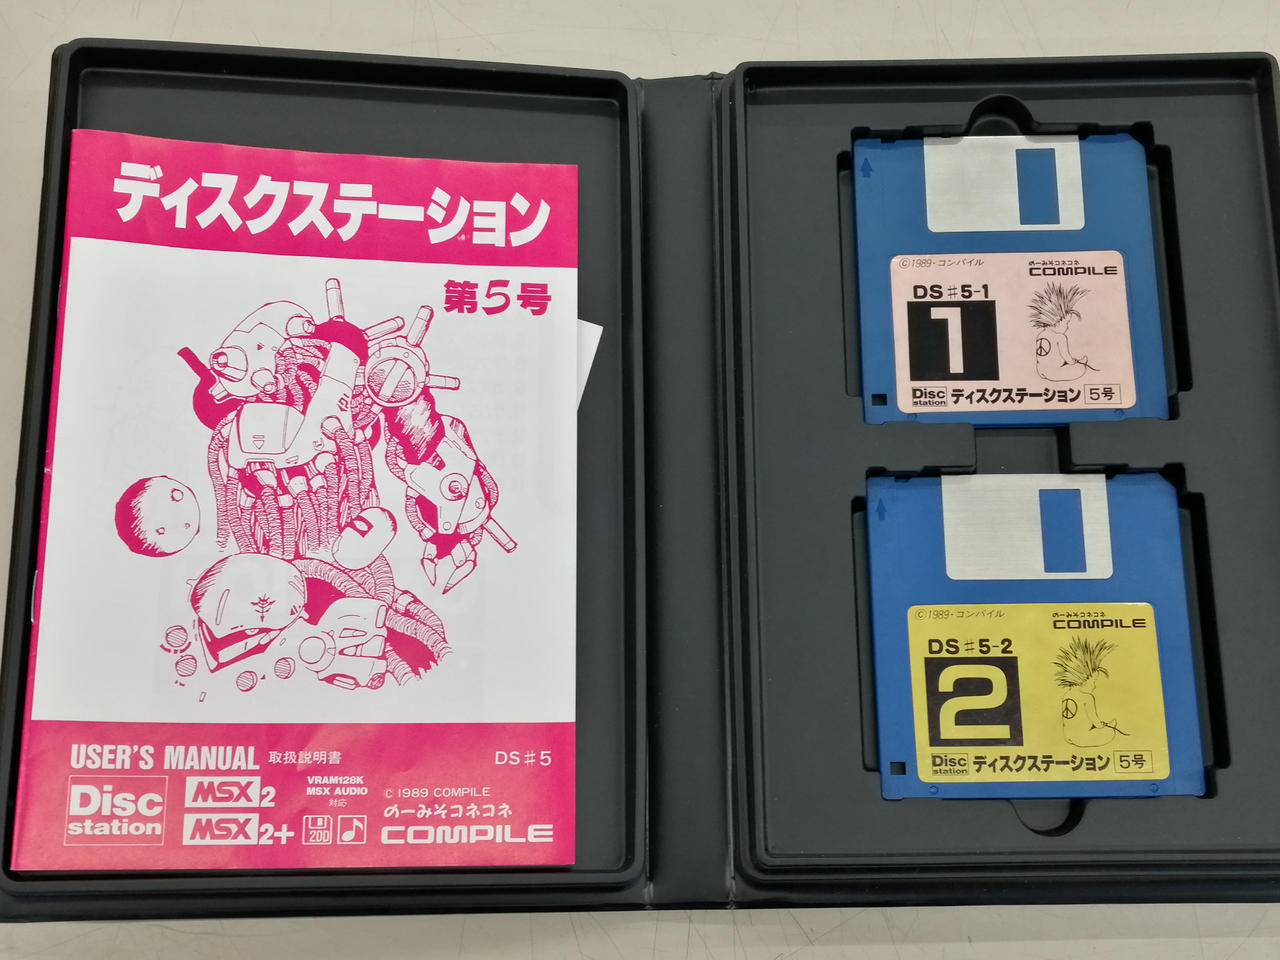 ディスクステーション
第5号
USER'S MANUAL 取扱説明書
DS♯5
Disc station
MSX2
MSX2+
VRAM128K
MSX AUDIO
対応
2DD
© 1989 COMPILE
のーみそコネコネ
COMPILE
©1989・コンパイル
のーみそコネコネ
COMPILE
DS♯5-1
1
Disc station ディスクステーション 5号
©1989・コンパイル
のーみそコネコネ
COMPILE
DS♯5-2
2
Disc station ディスクステーション 5号